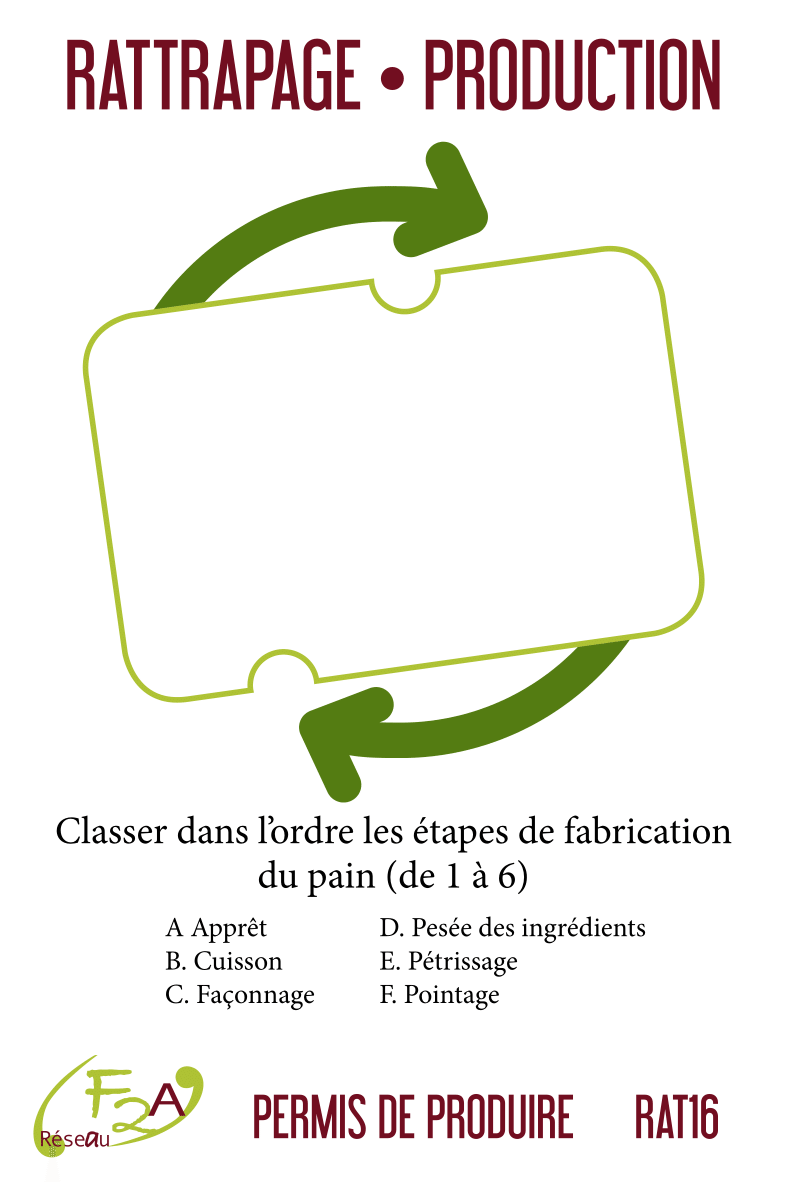 RATTRAPAGE • PRODUCTION
Classer dans l’ordre les étapes de fabrication
du pain (de 1 à 6)
A Apprêt
B. Cuisson
C. Façonnage
D. Pesée des ingrédients
E. Pétrissage
F. Pointage
F2A
Réseau
PERMIS DE PRODUIRE
RAT16